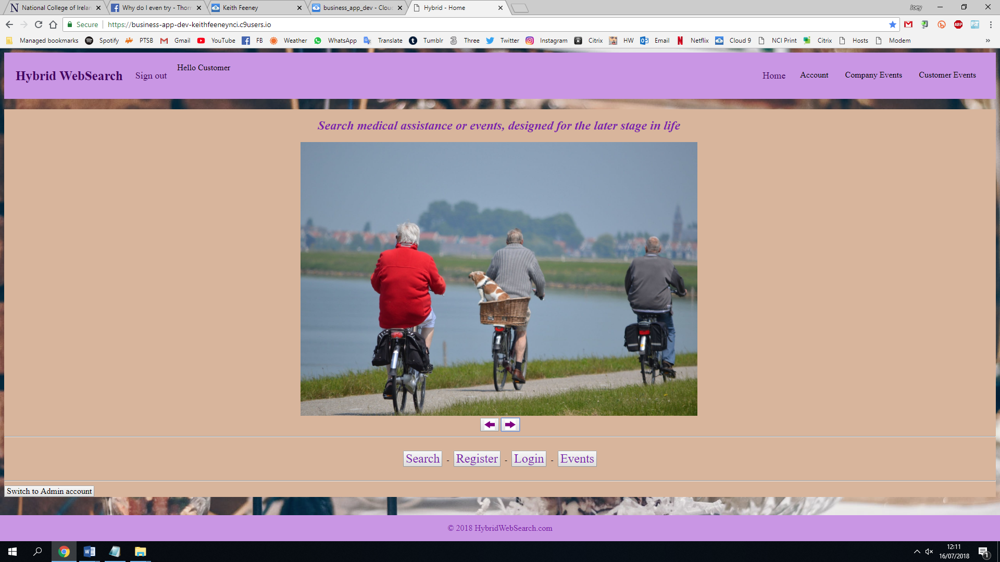 National College of Irelan
Why do I even try - Thor
Keith Feeney
business_app_dev - Clou
Hybrid - Home
Joey
Secure
https://business-app-dev-keithfeeneynci.c9users.io
ABP
Managed bookmarks
Spotify
PTSB
Gmail
YouTube
FB
Weather
WhatsApp
Translate
Tumblr
Three
Twitter
Instagram
Citrix
HW
Email
Netflix
Cloud 9
NCI Print
Citrix
Hosts
Modem
»
Hybrid WebSearch
Sign out
Hello Customer
Home
Account
Company Events
Customer Events
Search medical assistance or events, designed for the later stage in life
Search - Register - Login - Events
Switch to Admin account
© 2018 HybridWebSearch.com
12:11
16/07/2018
1